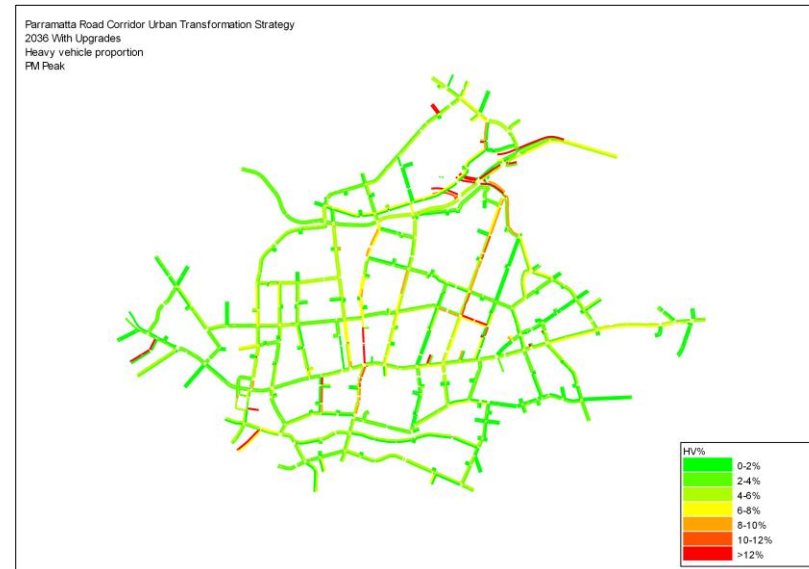 Parramatta Road Corridor Urban Transformation Strategy
2036 With Upgrades
Heavy vehicle proportion
PM Peak
HV%
0-2%
2-4%
4-6%
6-8%
8-10%
10-12%
>12%